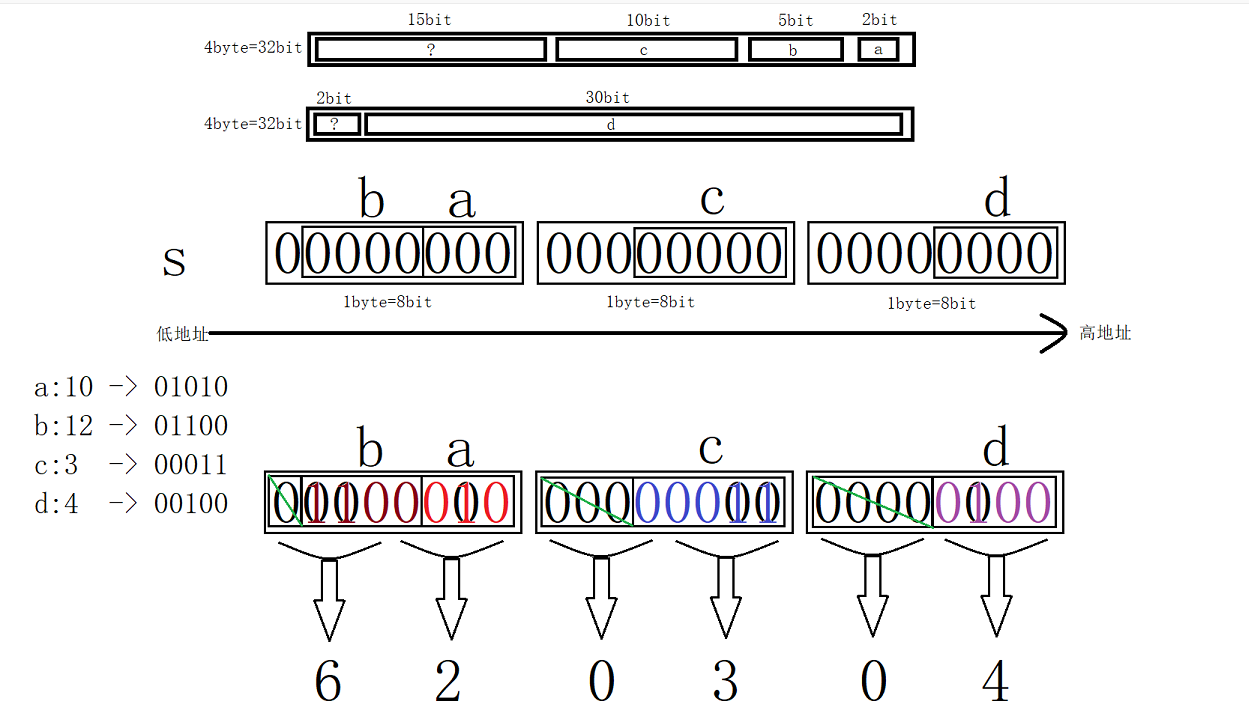 15bit 10bit 5bit 2bit
4byte=32bit ? c b a
2bit 30bit
4byte=32bit ? d
b a c d
S 00000000 00000000 00000000
1byte=8bit 1byte=8bit 1byte=8bit
低地址 高地址
a:10 -> 01010
b:12 -> 01100
c:3 -> 00011
d:4 -> 00100
b a c d
01100010 00000011 00000100
6 2 0 3 0 4